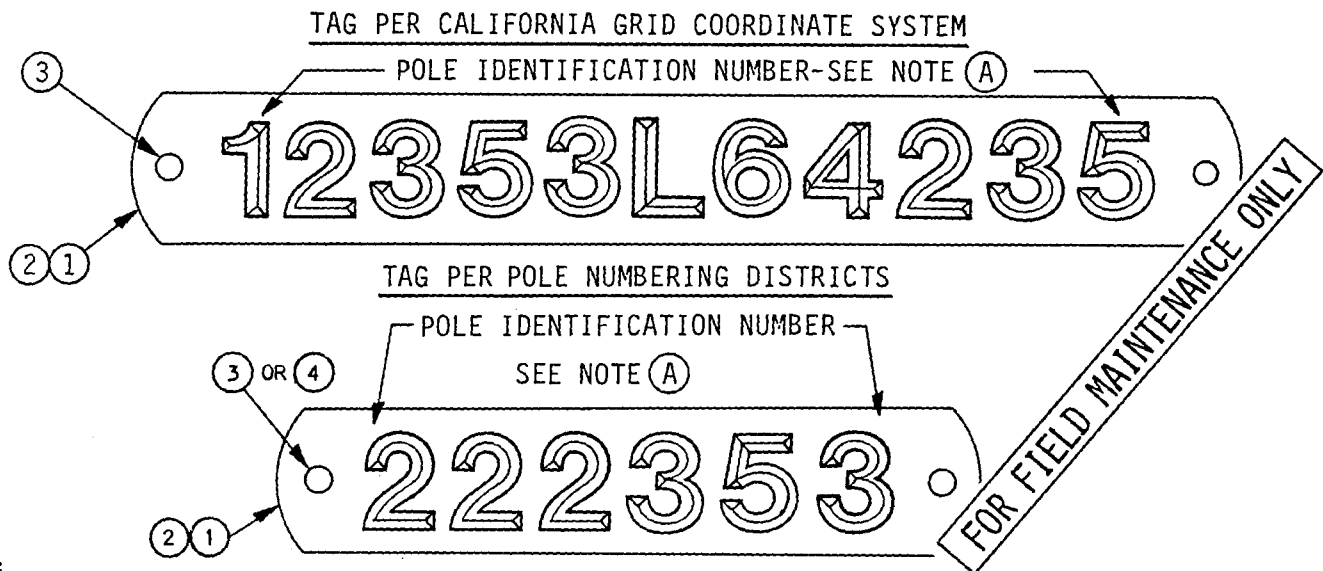 TAG PER CALIFORNIA GRID COORDINATE SYSTEM
3
POLE IDENTIFICATION NUMBER-SEE NOTE A
12353L64235
2 1
TAG PER POLE NUMBERING DISTRICTS
POLE IDENTIFICATION NUMBER
3 OR 4
SEE NOTE A
222353
2 1
FOR FIELD MAINTENANCE ONLY